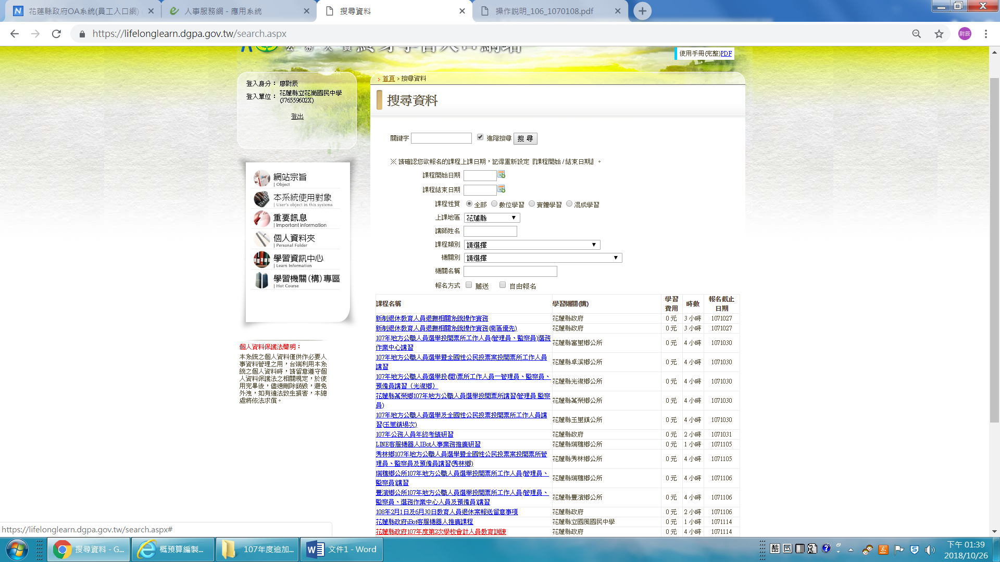 花蓮縣政府OA系統(員工入口網)
人事服務網 - 應用系統
搜尋資料
操作說明_106_1070108.pdf
https://lifelonglearn.dgpa.gov.tw/search.aspx
尉辰
公務人員終身學習入口網站
使用手冊(完整)PDF
登入身分： 廖尉辰
登入單位： 花蓮縣立花崗國民中學
(376559602X)
登出
網站宗旨
| Object
本系統使用對象
| User's object in this systems
重要訊息
| Important information
個人資料夾
| Personal Folder
學習資訊中心
| Learn Information
學習機關(構)專區
| Hot Course
個人資料保護法聲明：
本系統之個人資料僅供作必要人
事資料管理之用，台端利用本系
統之個人資料時，請留意遵守個
人資料保護法之相關規定，於使
用完畢後，儘速刪除銷毀，避免
外洩，如有違法致生損害，本總
處將依法求償。
首頁 > 搜尋資料
搜尋資料
關鍵字 進階搜尋 搜 尋
※ 請確認您欲報名的課程上課日期，記得重新設定『課程開始 / 結束日期』。
課程開始日期
課程結束日期
課程性質 全部 數位學習 實體學習 混成學習
上課地區 花蓮縣
講師姓名
課程類別 請選擇
機關別 請選擇
機關名稱
報名方式 薦送 自由報名
課程名稱 學習機關(構) 學習費用 時數 報名截止日期
新制退休教育人員退撫相關系統操作實務 花蓮縣政府 0 元 3 小時 1071027
新制退休教育人員退撫相關系統操作實務(南區優先) 花蓮縣政府 0 元 3 小時 1071027
107年地方公職人員選舉投開票所工作人員(管理員、監察員)選務
作業中心講習 花蓮縣富里鄉公所 0 元 4 小時 1071030
107年地方公職人員選舉暨全國性公民投票案投開票所工作人員
講習 花蓮縣卓溪鄉公所 0 元 4 小時 1071030
107年地方公職人員選舉投(開)票所工作人員—管理員、監察員、
預備員講習（光復鄉） 花蓮縣光復鄉公所 0 元 4 小時 1071030
花蓮縣萬榮鄉107年地方公職人員選舉投開票所講習(管理員.監察
員) 花蓮縣萬榮鄉公所 0 元 4 小時 1071030
107年地方公職人員選舉及全國性公民投票投開票所工作人員講
習(玉里鎮場次) 花蓮縣玉里鎮公所 0 元 4 小時 1071030
107年公務人員年終考績研習 花蓮縣政府 0 元 2 小時 1071031
LINE客服機器人IBot人事業務推廣研習 花蓮縣瑞穗鄉公所 0 元 1 小時 1071105
秀林鄉107年地方公職人員選舉暨全國性公民投票案投開票所管
理員、監察員及預備員講習(秀林鄉) 花蓮縣秀林鄉公所 0 元 4 小時 1071105
瑞穗鄉公所107年地方公職人員選舉投開票所工作人員(管理員、
監察員)講習 花蓮縣瑞穗鄉公所 0 元 4 小時 1071106
豐濱鄉公所107年地方公職人員選舉投開票所工作人員(管理員、
監察員、選務作業中心人員及預備員)講習 花蓮縣豐濱鄉公所 0 元 4 小時 1071106
108年2月1日及6月30日教育人員退休案報送留意事項 花蓮縣政府 0 元 2 小時 1071106
花蓮縣政府iBot客服機器人推廣課程 花蓮縣立國風國民中學 0 元 1 小時 1071114
花蓮縣政府107年度第2次學校會計人員教育訓練 花蓮縣政府 0 元 4 小時 1071114
https://lifelonglearn.dgpa.gov.tw/search.aspx#
搜尋資料 - G...
概預算編製...
107年度追加...
文件1 - Word
酷
下午 01:39
2018/10/26